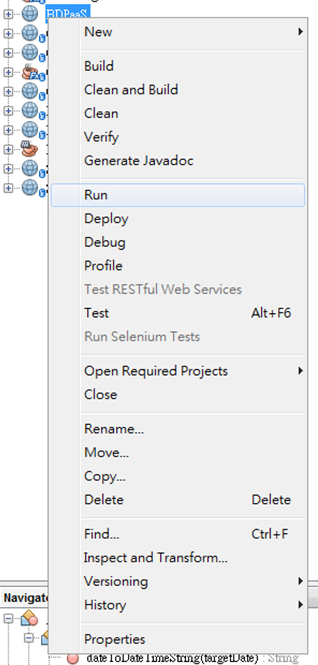 BDPaaS
New
Build
Clean and Build
Clean
Verify
Generate Javadoc
Run
Deploy
Debug
Profile
Test RESTful Web Services
Test Alt+F6
Run Selenium Tests
Open Required Projects
Close
Rename...
Move...
Copy...
Delete Delete
Find... Ctrl+F
Inspect and Transform...
Versioning
History
Properties
Navigator
dateToDateTimeString(targetDate) : String